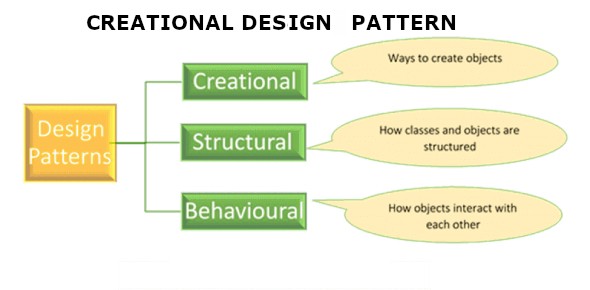 CREATIONAL DESIGN PATTERN
Design
Patterns
Creational
Ways to create objects
Structural
How classes and objects are
structured
Behavioural
How objects interact with
each other